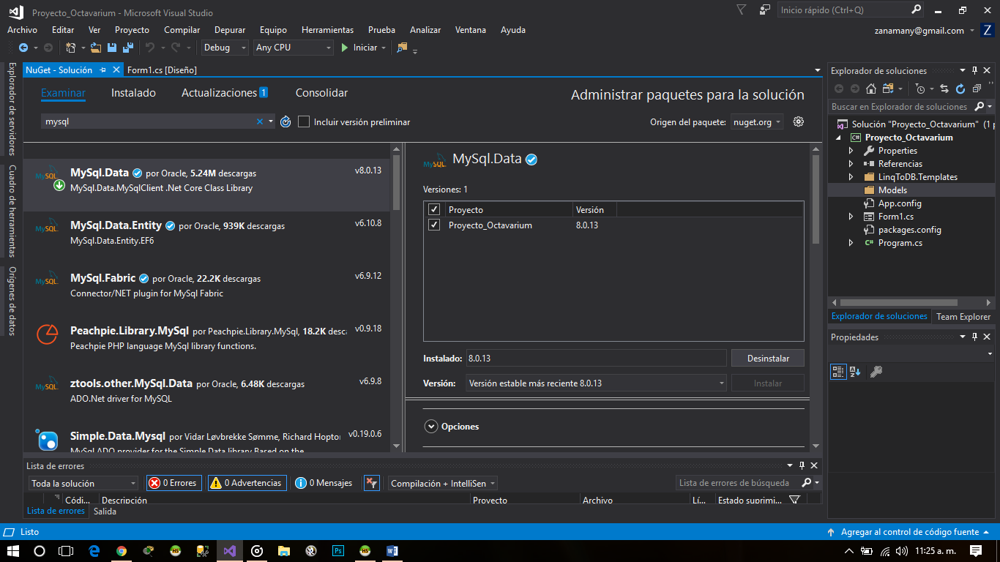 Proyecto_Octavarium - Microsoft Visual Studio
Inicio rápido (Ctrl+Q)
Archivo Editar Ver Proyecto Compilar Depurar Equipo Herramientas Prueba Analizar Ventana Ayuda
zanamany@gmail.com Z
Debug Any CPU Iniciar
Explorador de servidores
Cuadro de herramientas
Orígenes de datos
NuGet - Solución Form1.cs [Diseño]
Examinar Instalado Actualizaciones 1 Consolidar
Administrar paquetes para la solución
mysql
Incluir versión preliminar
Origen del paquete: nuget.org
MySql.Data por Oracle, 5.24M descargas v8.0.13
MySql.Data.MySqlClient .Net Core Class Library
MySql.Data.Entity por Oracle, 939K descargas v6.10.8
MySql.Data.Entity.EF6
MySql.Fabric por Oracle, 22.2K descargas v6.9.12
Connector/NET plugin for MySql Fabric
Peachpie.Library.MySql por Peachpie.Library.MySql, 18.2K desca v0.9.18
Peachpie PHP language MySql library functions.
ztools.other.MySql.Data por Oracle, 6.48K descargas v6.9.8
ADO.Net driver for MySQL
Simple.Data.Mysql por Vidar Løvbrekke Sømme, Richard Hopto v0.19.0.6
MySql ADO provider for the Simple Data library Based on the
MySQL MySql.Data
Versiones: 1
Proyecto Versión
Proyecto_Octavarium 8.0.13
Instalado: 8.0.13 Desinstalar
Versión: Versión estable más reciente 8.0.13 Instalar
Opciones
Explorador de soluciones
Buscar en Explorador de soluciones
Solución "Proyecto_Octavarium" (1 p
Proyecto_Octavarium
Properties
Referencias
LinqToDB.Templates
Models
App.config
Form1.cs
packages.config
Program.cs
Explorador de soluciones Team Explorer
Propiedades
Lista de errores
Toda la solución 0 Errores 0 Advertencias 0 Mensajes Compilación + IntelliSen
Lista de errores de búsqueda
Códi... Descripción Proyecto Archivo Lí... Estado suprimi...
Lista de errores Salida
Listo
Agregar al control de código fuente
11:25 a. m.